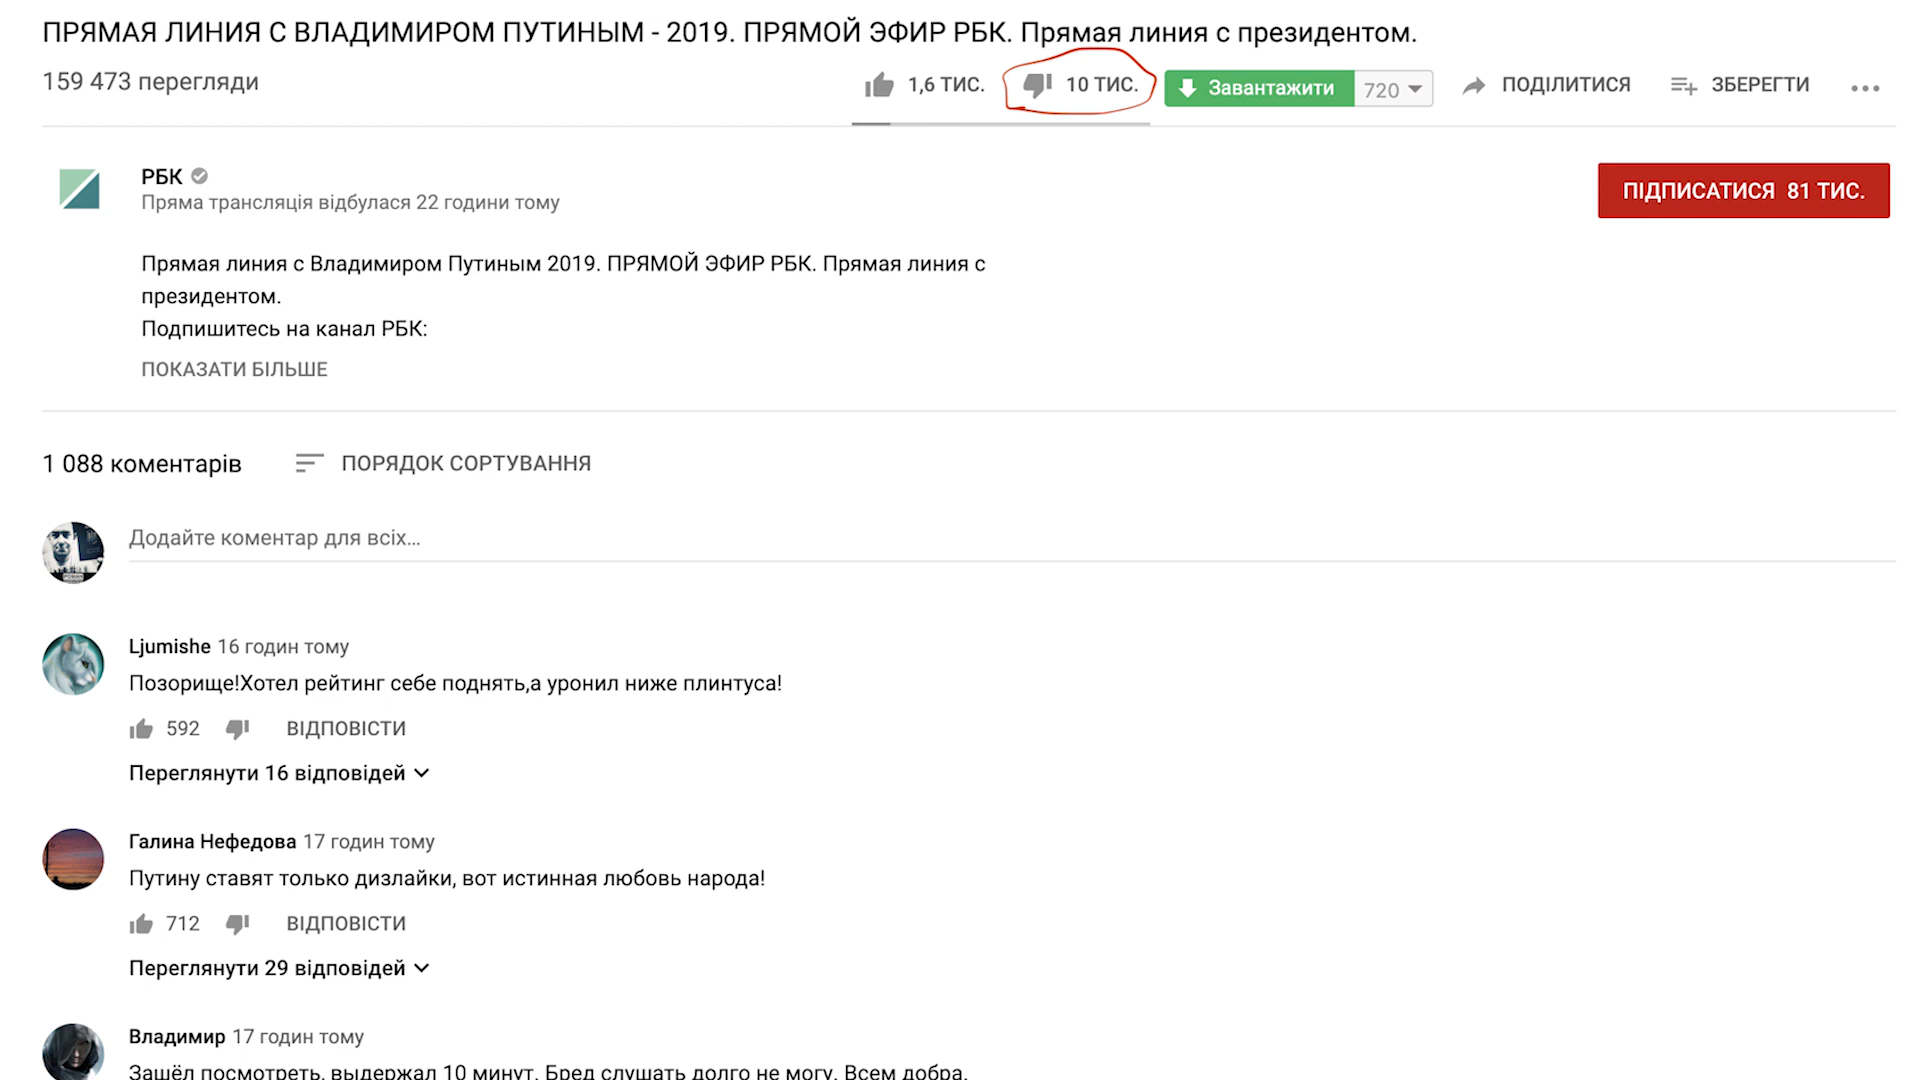 ПРЯМАЯ ЛИНИЯ С ВЛАДИМИРОМ ПУТИНЫМ - 2019. ПРЯМОЙ ЭФИР РБК. Прямая линия с президентом.
159 473 перегляди
1,6 ТИС. 10 ТИС. Завантажити 720 ПОДІЛИТИСЯ ЗБЕРЕГТИ
РБК
Пряма трансляція відбулася 22 години тому
ПІДПИСАТИСЯ 81 ТИС.
Прямая линия с Владимиром Путиным 2019. ПРЯМОЙ ЭФИР РБК. Прямая линия с
президентом.
Подпишитесь на канал РБК:
ПОКАЗАТИ БІЛЬШЕ
1 088 коментарів ПОРЯДОК СОРТУВАННЯ
Додайте коментар для всіх...
Ljumishe 16 годин тому
Позорище!Хотел рейтинг себе поднять,а уронил ниже плинтуса!
592 ВІДПОВІСТИ
Переглянути 16 відповідей
Галина Нефедова 17 годин тому
Путину ставят только дизлайки, вот истинная любовь народа!
712 ВІДПОВІСТИ
Переглянути 29 відповідей
Владимир 17 годин тому
Зашёл посмотреть, выдержал 10 минут. Бред слушать долго не могу. Всем добра.